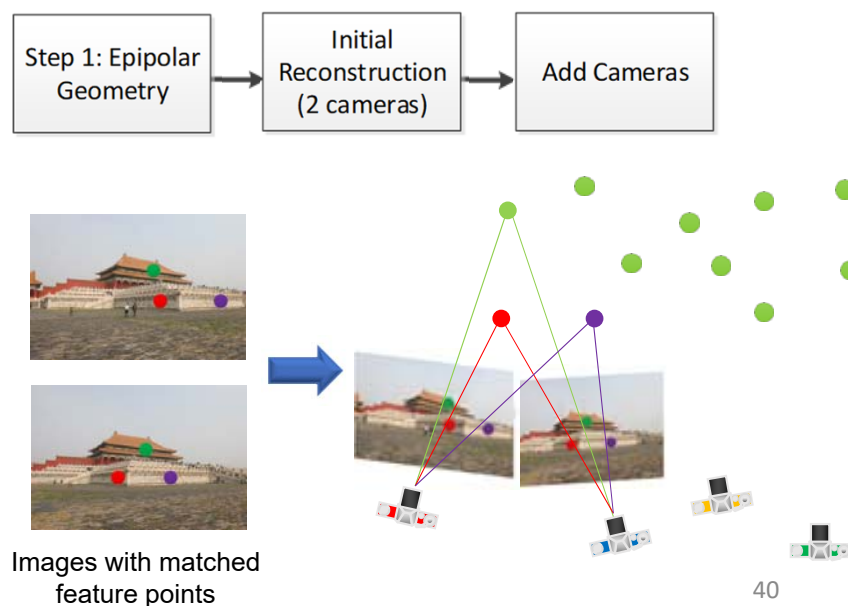 Step 1: Epipolar
Geometry
Initial
Reconstruction
(2 cameras)
Add Cameras
Images with matched
feature points
40